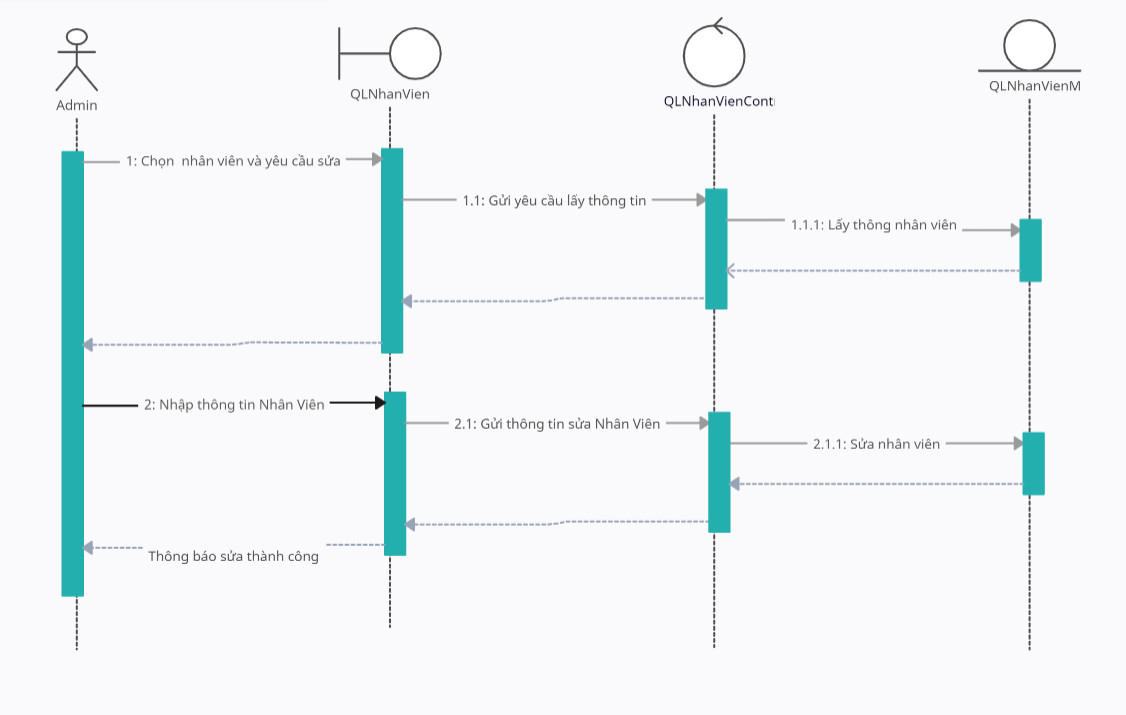 Admin
QLNhanVien
QLNhanVienCont
QLNhanVienM
1: Chọn nhân viên và yêu cầu sửa
1.1: Gửi yêu cầu lấy thông tin
1.1.1: Lấy thông nhân viên
2: Nhập thông tin Nhân Viên
2.1: Gửi thông tin sửa Nhân Viên
2.1.1: Sửa nhân viên
Thông báo sửa thành công